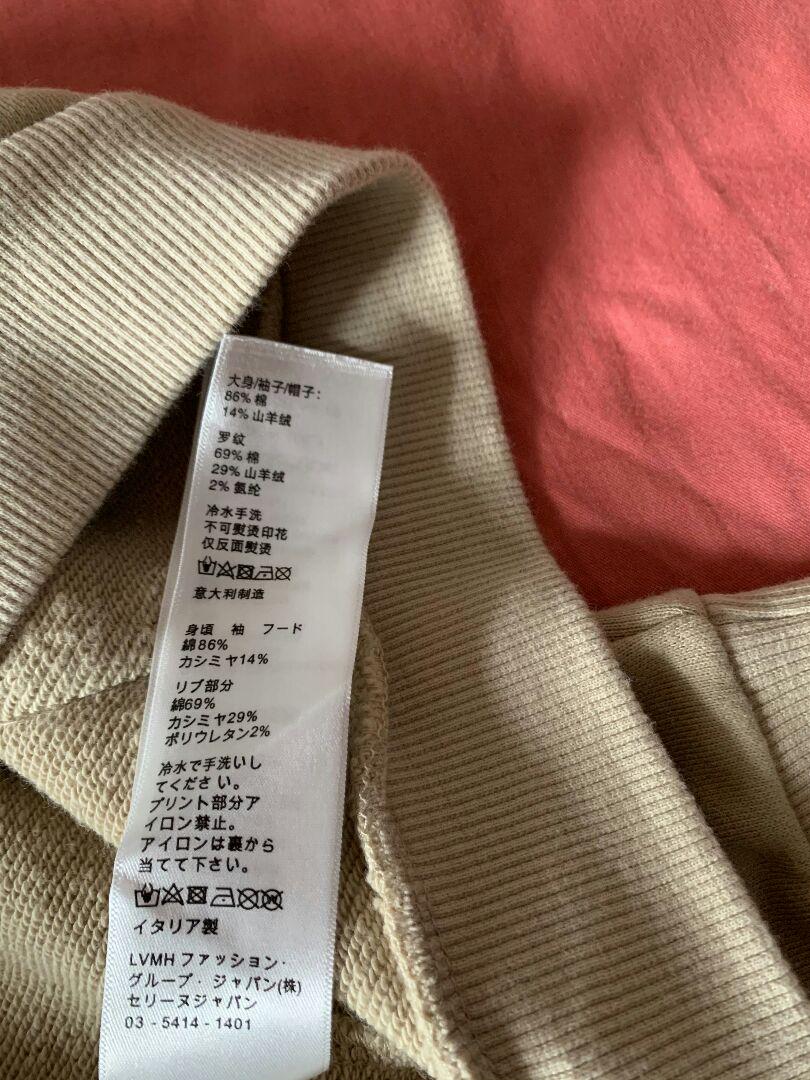 大身/袖子/帽子：
86% 棉
14% 山羊绒
罗纹
69% 棉
29% 山羊绒
2% 氨纶
冷水手洗
不可熨烫印花
仅反面熨烫
意大利制造
身頃 袖 フード
綿86%
カシミヤ14%
リブ部分
綿69%
カシミヤ29%
ポリウレタン2%
冷水で手洗いし
てください。
プリント部分ア
イロン禁止。
アイロンは裏から
当てて下さい。
イタリア製
LVMH ファッション・
グループ・ジャパン(株)
セリーヌジャパン
03 - 5414 - 1401